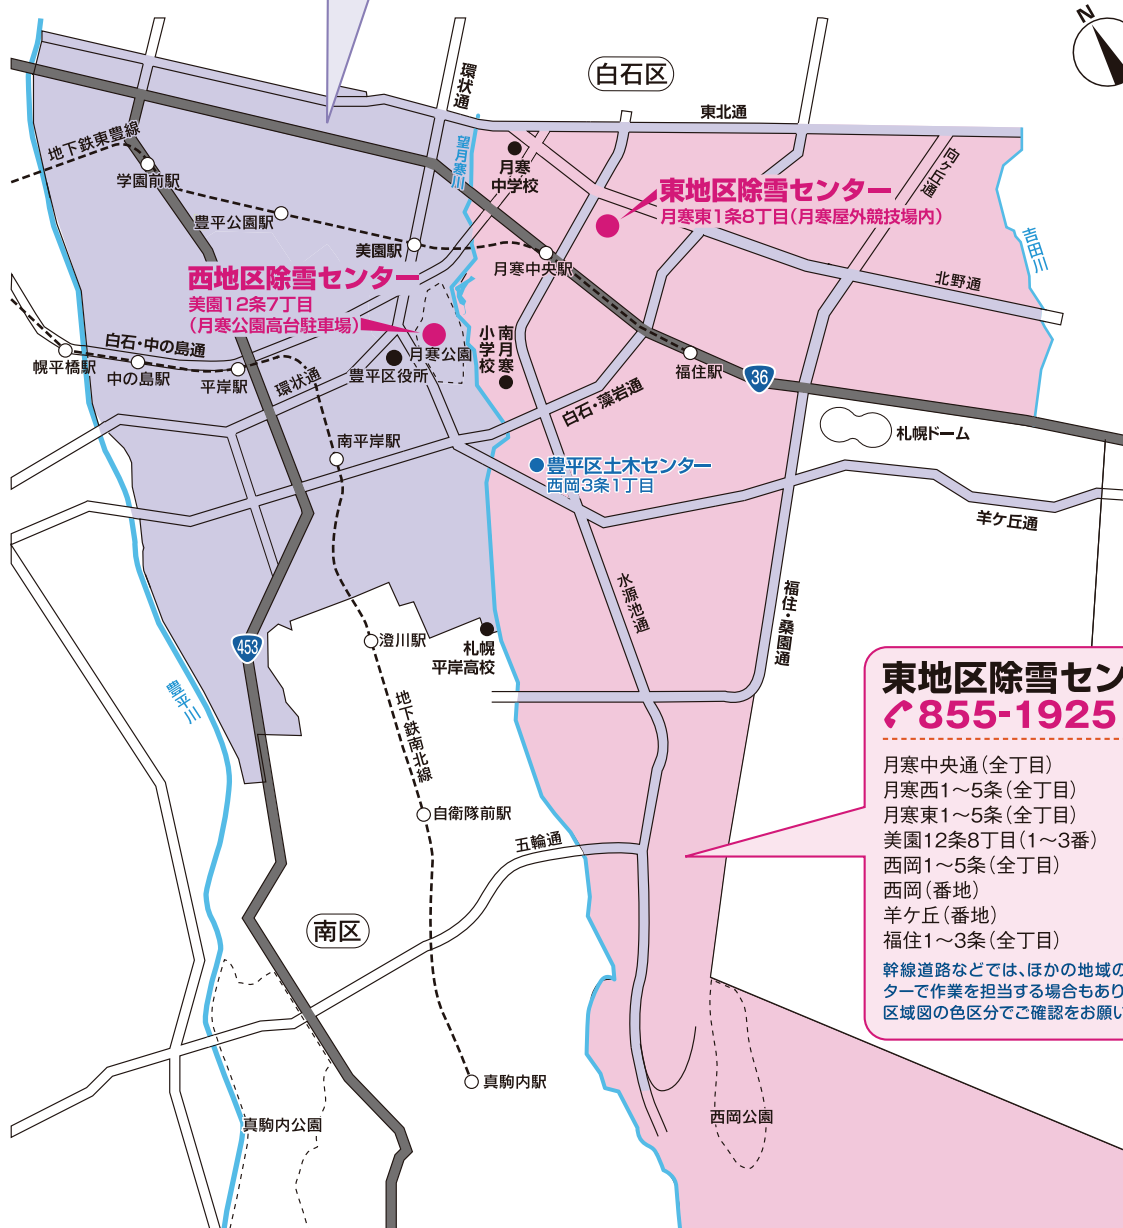 N
白石区
環状通
東北通
望月寒川
地下鉄東豊線
月寒
中学校
向ヶ丘通
学園前駅
東地区除雪センター
月寒東1条8丁目(月寒屋外競技場内)
豊平公園駅
美園駅
月寒中央駅
吉田川
西地区除雪センター
美園12条7丁目
(月寒公園高台駐車場)
北野通
白石・中の島通
月寒公園
南月寒
小学校
幌平橋駅
中の島駅
平岸駅
環状通
豊平区役所
福住駅
36
白石・藻岩通
札幌ドーム
南平岸駅
豊平区土木センター
西岡3条1丁目
羊ケ丘通
水源池通
福住・桑園通
453
澄川駅
札幌
平岸高校
豊平川
地下鉄南北線
東地区除雪セン
855-1925
月寒中央通(全丁目)
月寒西1〜5条(全丁目)
月寒東1〜5条(全丁目)
美園12条8丁目(1〜3番)
西岡1〜5条(全丁目)
西岡(番地)
羊ケ丘(番地)
福住1〜3条(全丁目)
幹線道路などでは、ほかの地域の
ターで作業を担当する場合もあり
区域図の色区分でご確認をお願い
自衛隊前駅
五輪通
南区
真駒内駅
真駒内公園
西岡公園